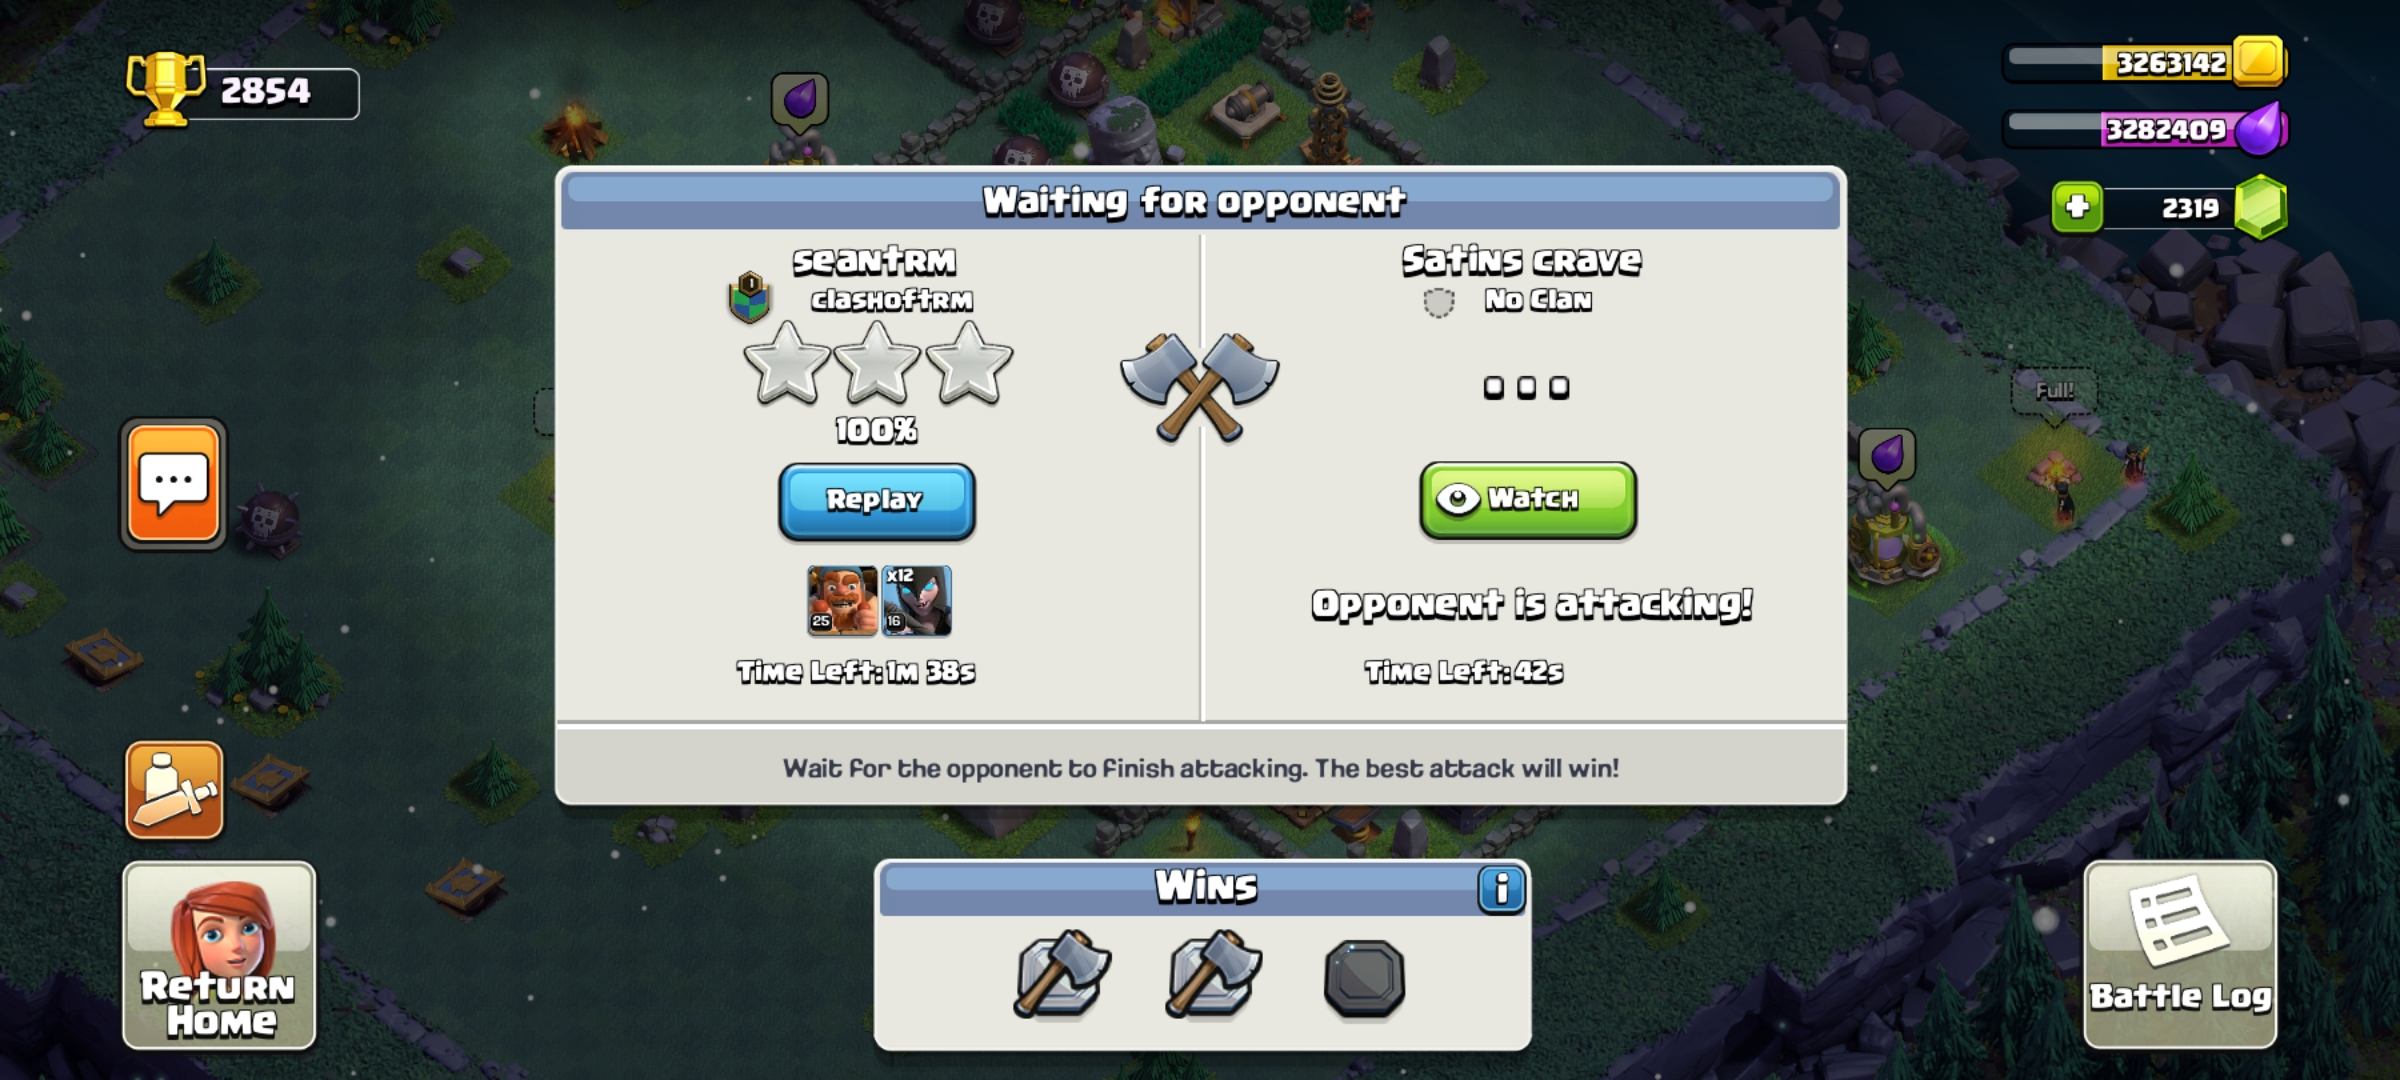 2854
3263142
3282409
2319
Waiting for opponent
seantrm
1
clashoftrm
100%
Replay
x12
25
16
Time Left: 1m 38s
Satins crave
No Clan
Watch
Opponent is attacking!
Time Left: 42s
Wait for the opponent to finish attacking. The best attack will win!
Full!
Wins
i
Return
Home
Battle Log